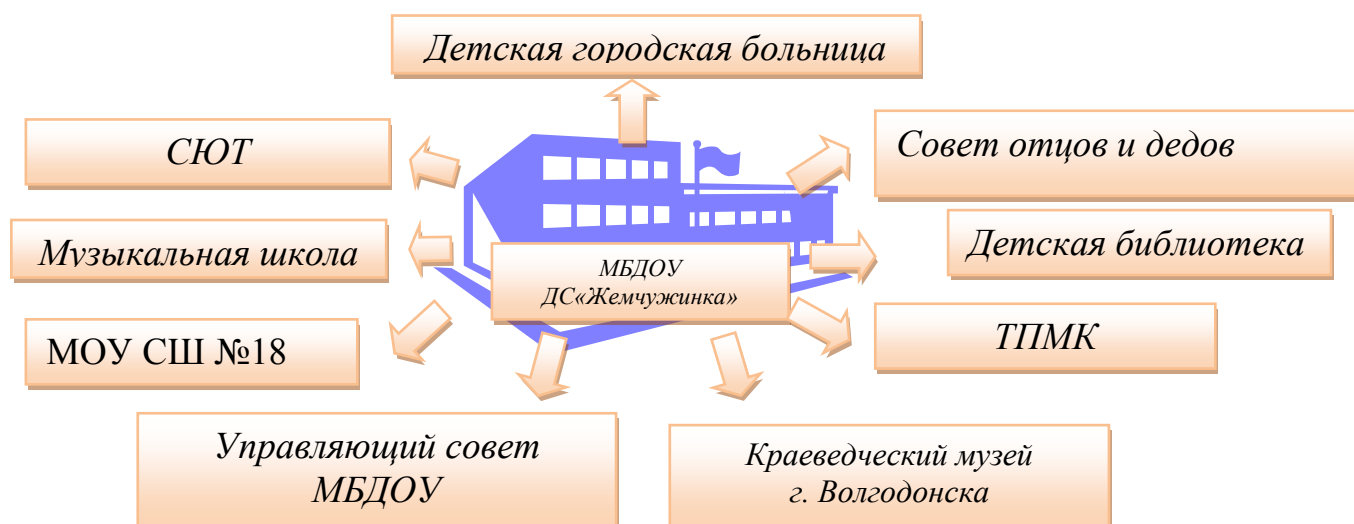 Детская городская больница
СЮТ
Совет отцов и дедов
Музыкальная школа
Детская библиотека
МБДОУ
ДС«Жемчужинка»
МОУ СШ №18
ТПМК
Управляющий совет
МБДОУ
Краеведческий музей
г. Волгодонска